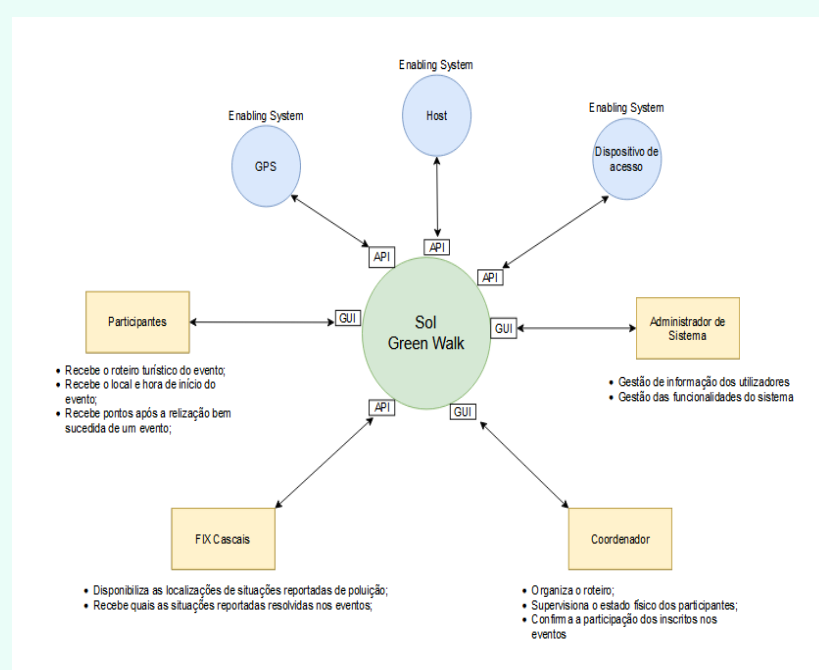 Enabling System
Host
Enabling System
GPS
Enabling System
Dispositivo de
acesso
API
API
API
Sol
Green Walk
Participantes
GUI
GUI
Administrador de
Sistema
• Recebe o roteiro turístico do evento;
• Recebe o local e hora de início do
evento;
• Recebe pontos após a relização bem
sucedida de um evento;
• Gestão de informação dos utilizadores
• Gestão das funcionalidades do sistema
API
GUI
FIX Cascais
• Disponibiliza as localizações de situações reportadas de poluição;
• Recebe quais as situações reportadas resolvidas nos eventos;
Coordenador
• Organiza o roteiro;
• Supervisiona o estado físico dos participantes;
• Confirma a participação dos inscritos nos
eventos